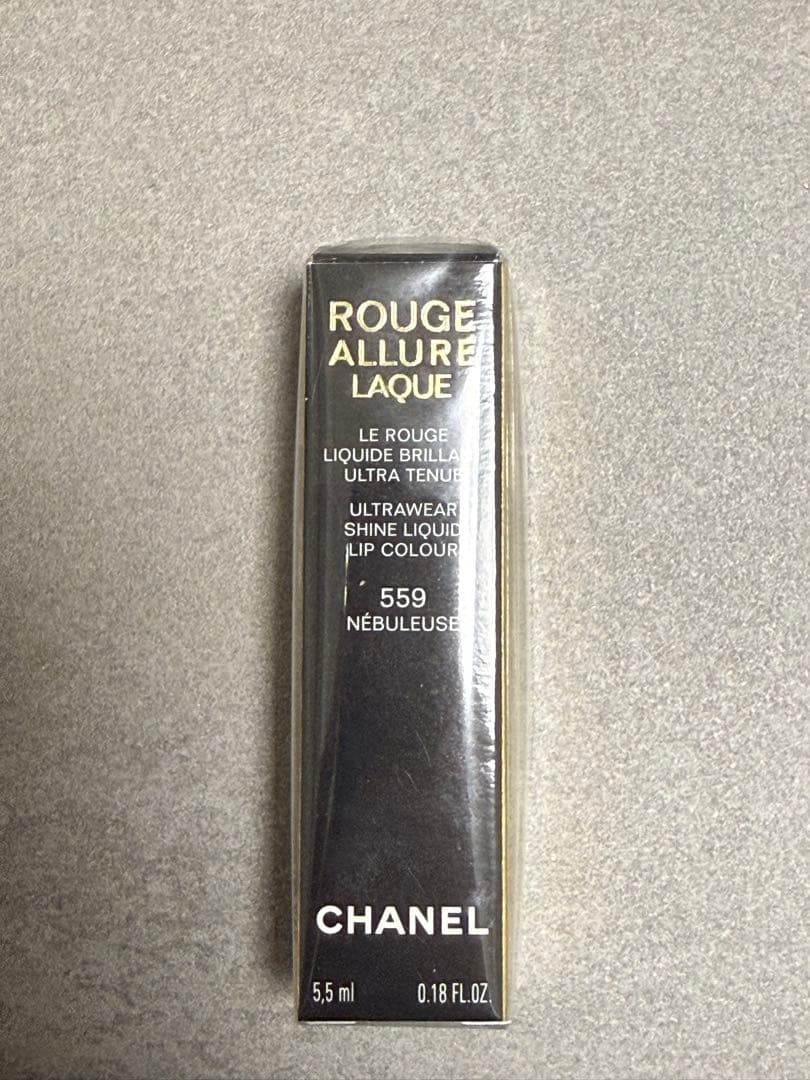 ROUGE
ALLURE
LAQUE
LE ROUGE
LIQUIDE BRILLANT
ULTRA TENUE
ULTRAWEAR
SHINE LIQUID
LIP COLOUR
559
NÉBULEUSE
CHANEL
5,5 ml 0.18 FL.OZ.